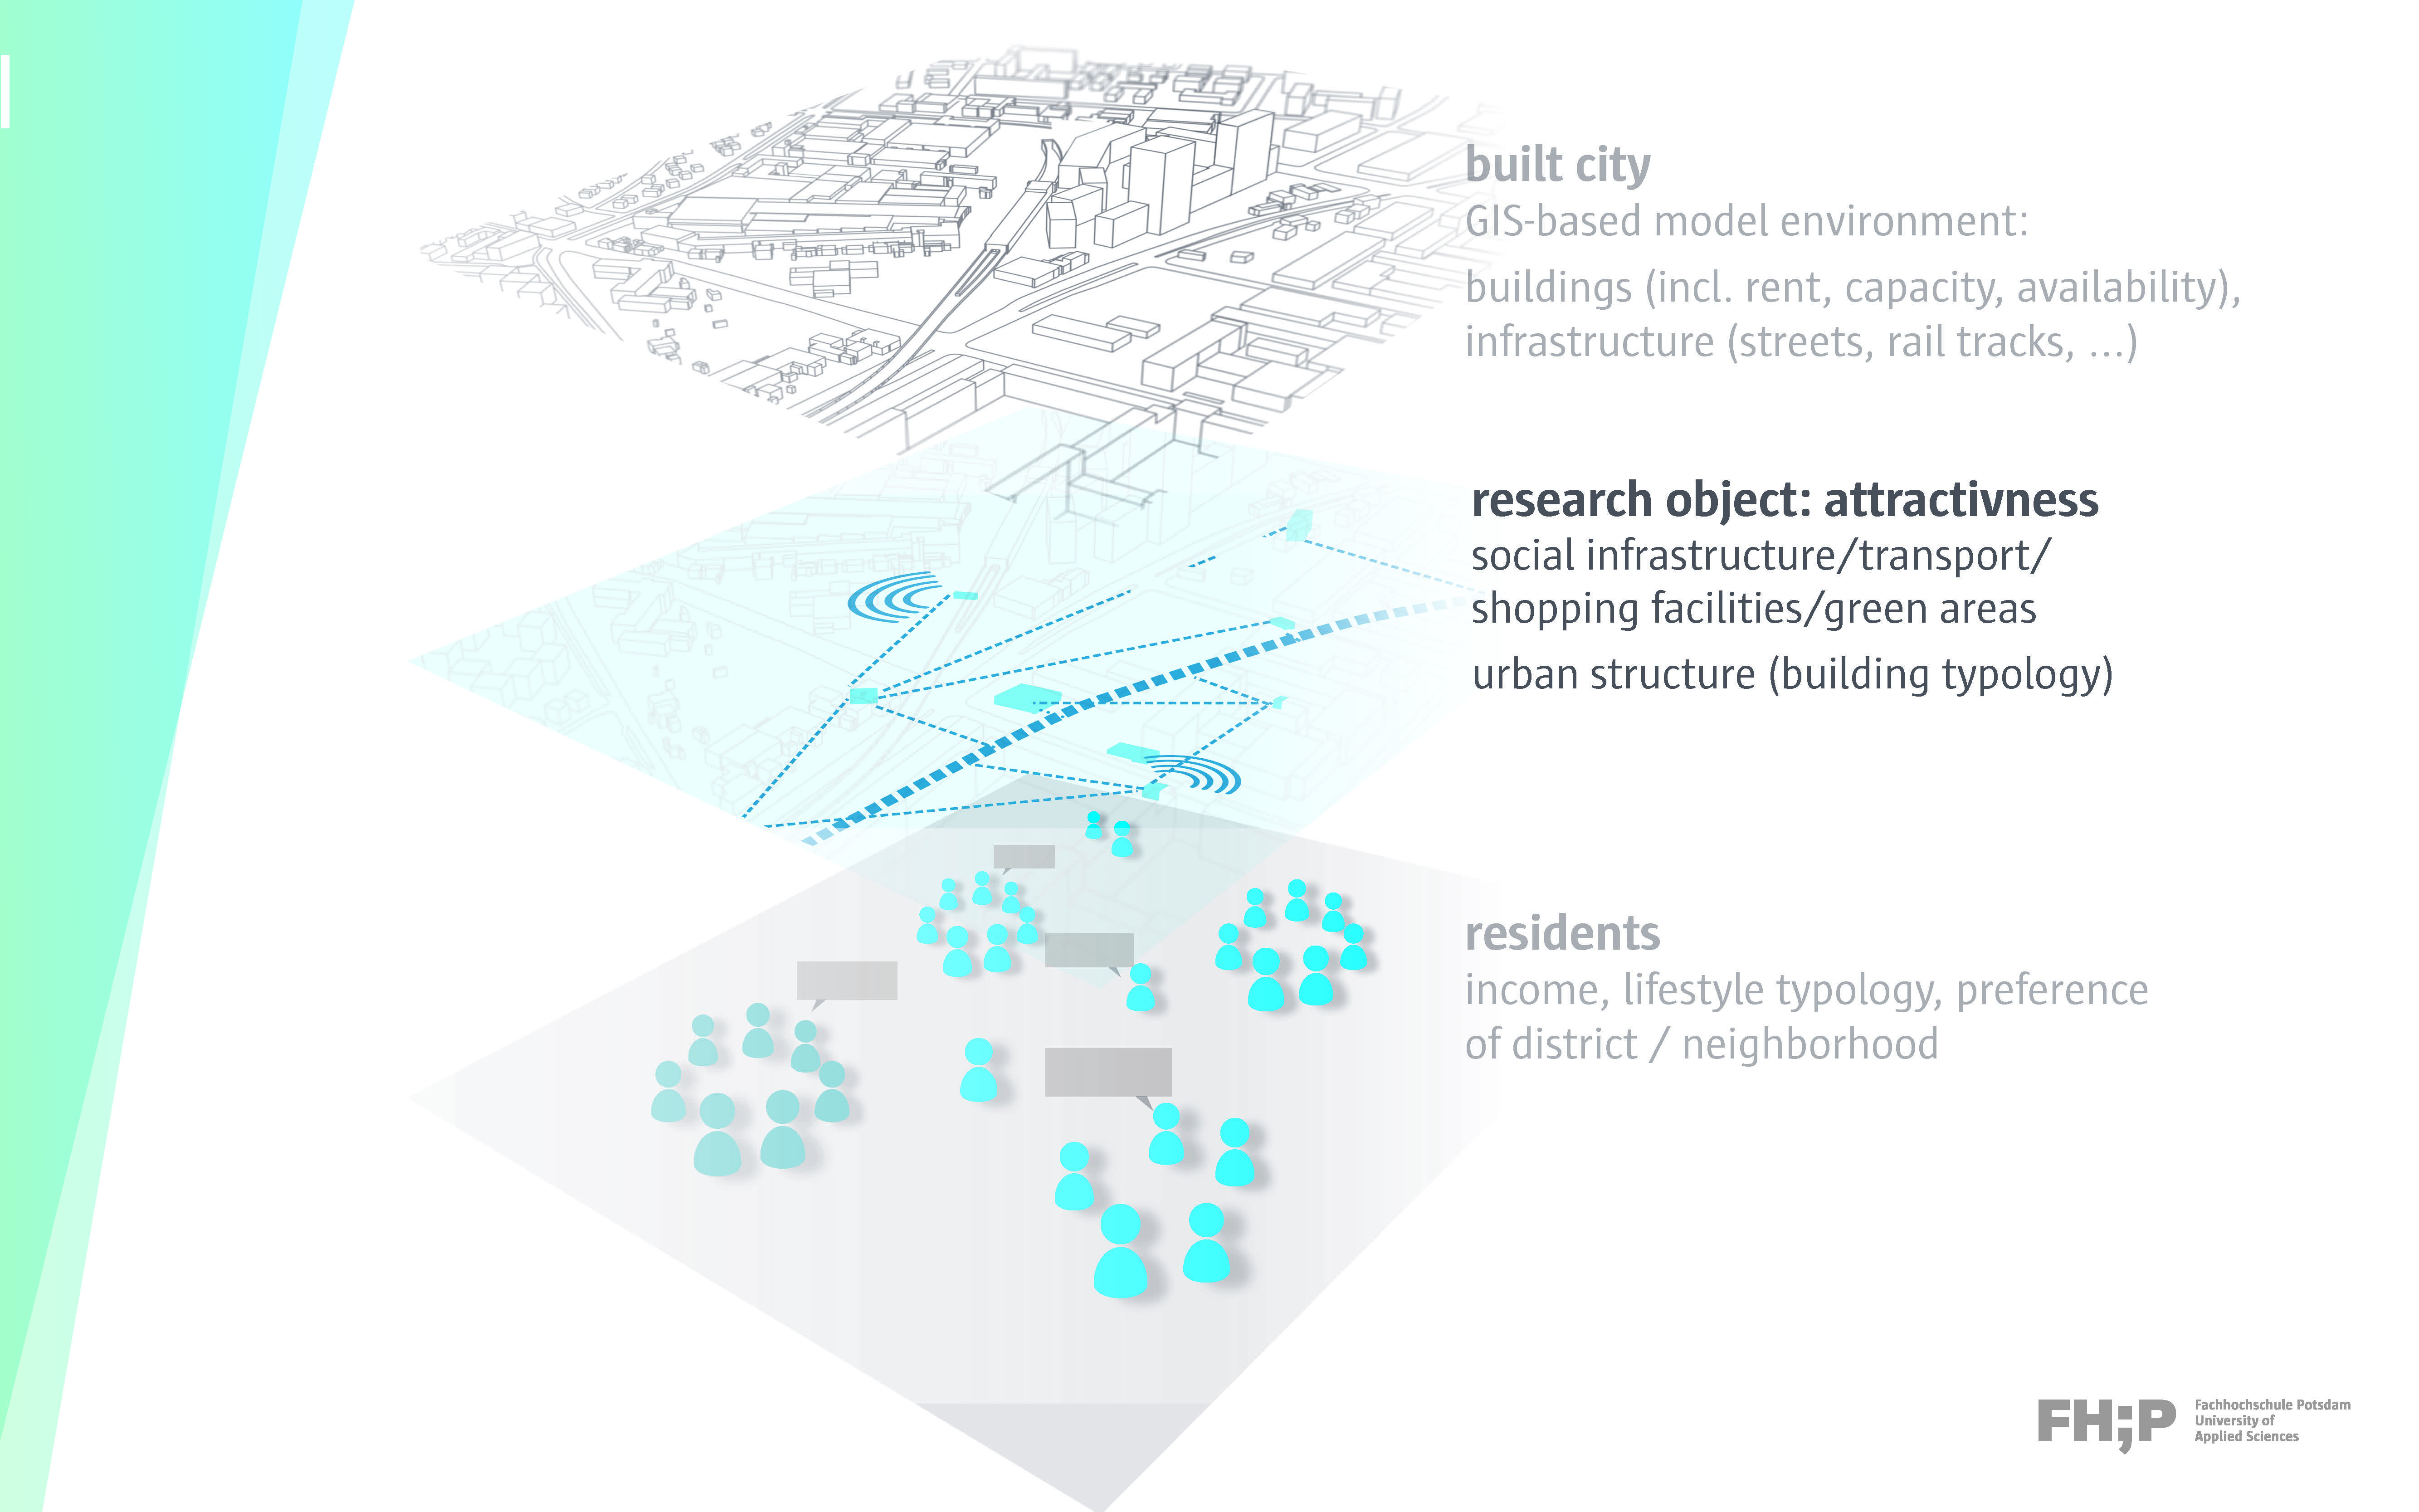 built city
GIS-based model environment:
buildings (incl. rent, capacity, availability),
infrastructure (streets, rail tracks, ...)
research object: attractivness
social infrastructure/transport/
shopping facilities/green areas
urban structure (building typology)
residents
income, lifestyle typology, preference
of district / neighborhood
FH;P
Fachhochschule Potsdam
University of
Applied Sciences